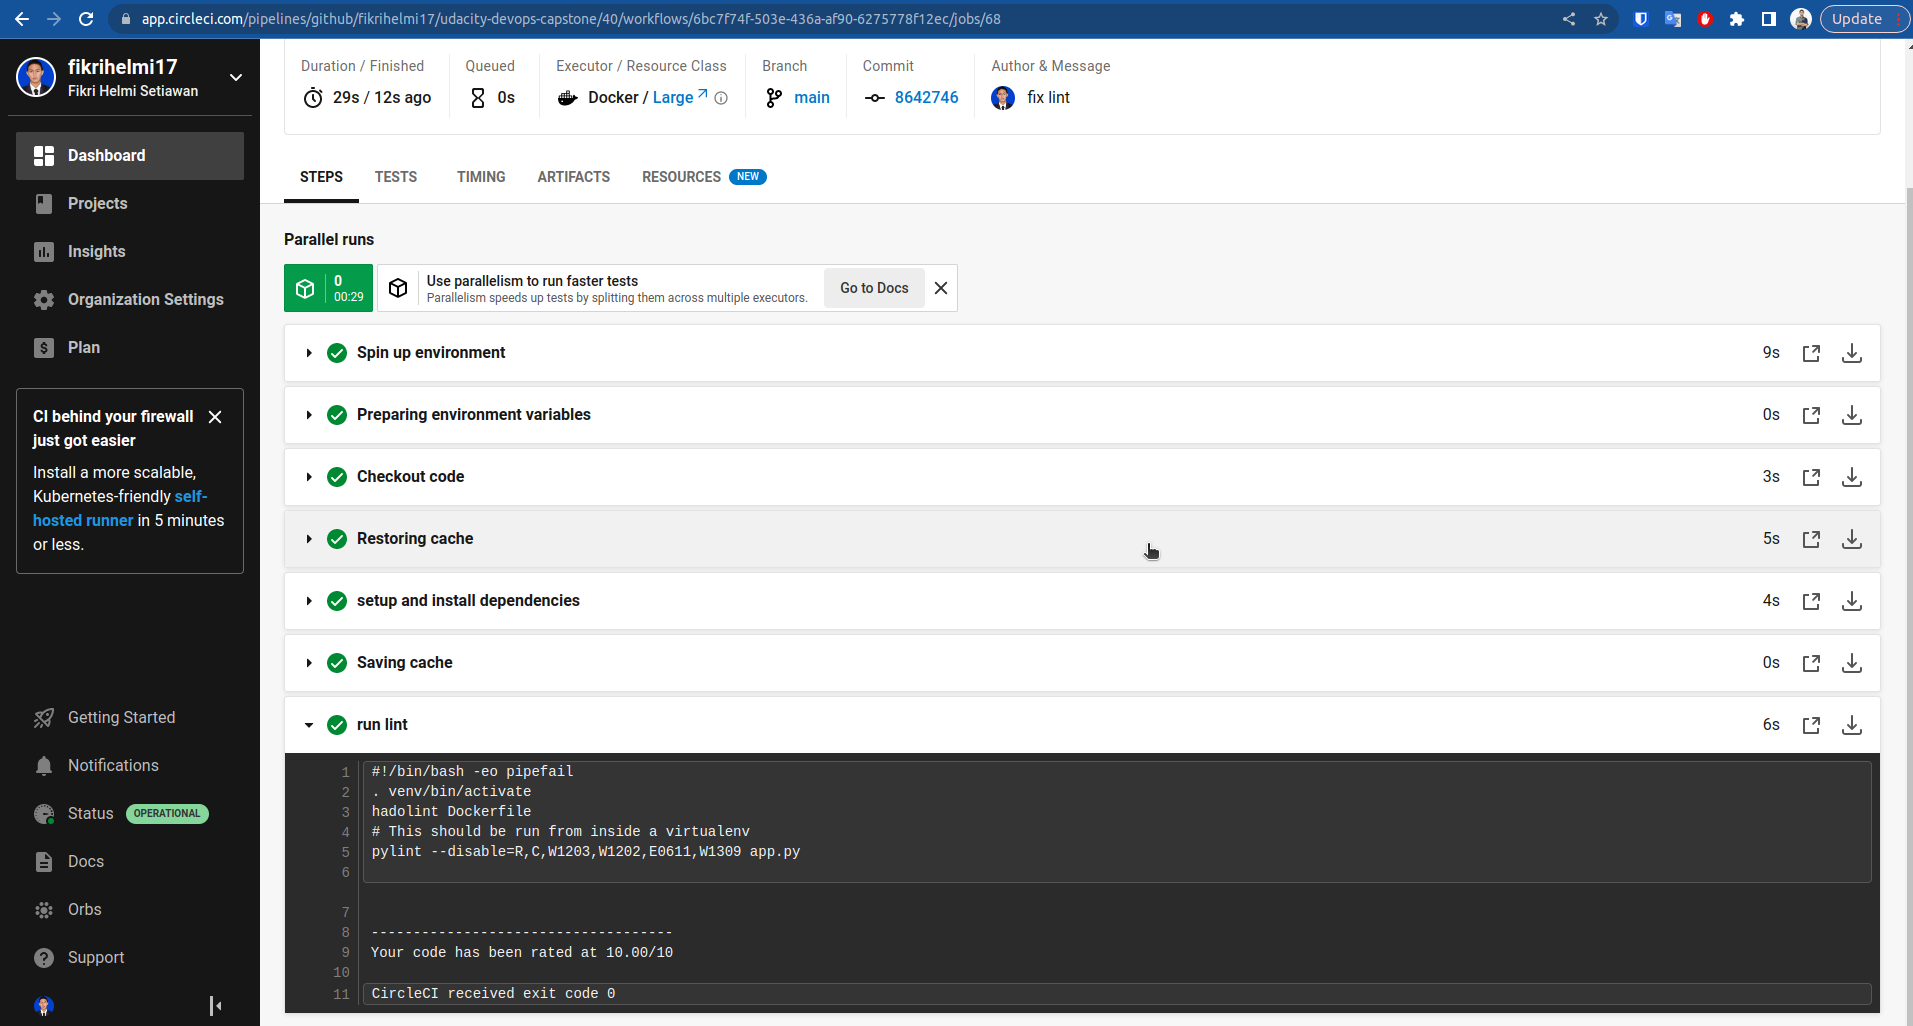 app.circleci.com/pipelines/github/fikrihelmi17/udacity-devops-capstone/40/workflows/6bc7f74f-503e-436a-af90-6275778f12ec/jobs/68
Update
fikrihelmi17
Fikri Helmi Setiawan
Dashboard
Projects
Insights
Organization Settings
Plan
CI behind your firewall
just got easier
Install a more scalable,
Kubernetes-friendly self-
hosted runner in 5 minutes
or less.
Getting Started
Notifications
Status OPERATIONAL
Docs
Orbs
Support
Duration / Finished
29s / 12s ago
Queued
0s
Executor / Resource Class
Docker / Large
Branch
main
Commit
8642746
Author & Message
fix lint
STEPS TESTS TIMING ARTIFACTS RESOURCES NEW
Parallel runs
0
00:29
Use parallelism to run faster tests
Parallelism speeds up tests by splitting them across multiple executors.
Go to Docs
Spin up environment 9s
Preparing environment variables 0s
Checkout code 3s
Restoring cache 5s
setup and install dependencies 4s
Saving cache 0s
run lint 6s
1 #!/bin/bash -eo pipefail
2 . venv/bin/activate
3 hadolint Dockerfile
4 # This should be run from inside a virtualenv
5 pylint --disable=R,C,W1203,W1202,E0611,W1309 app.py
6
7
8 ------------------------------------
9 Your code has been rated at 10.00/10
10
11 CircleCI received exit code 0